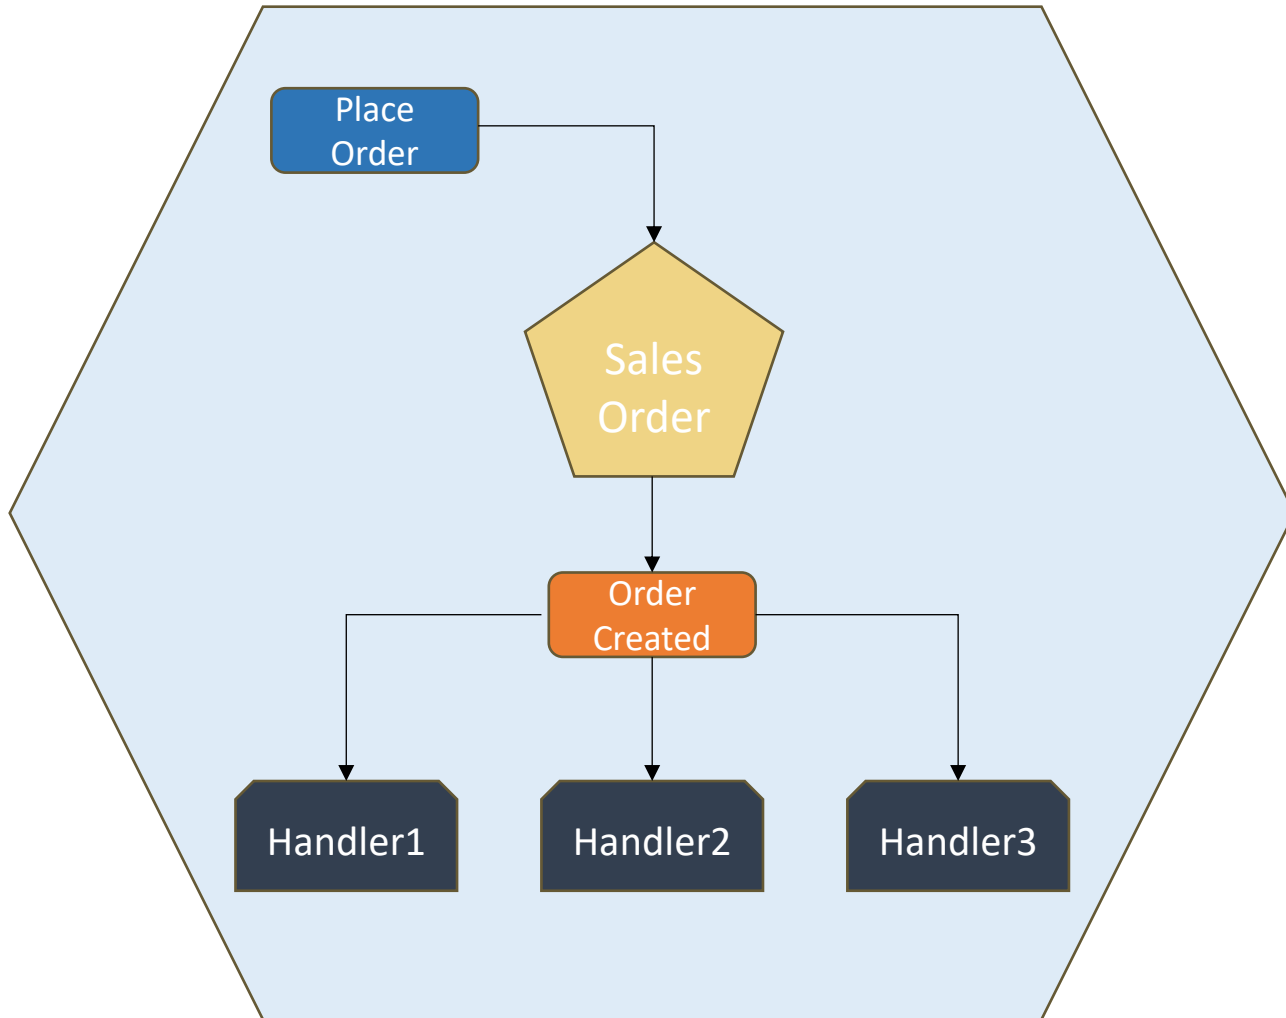 Place
Order
Sales
Order
Order
Created
Handler1
Handler2
Handler3